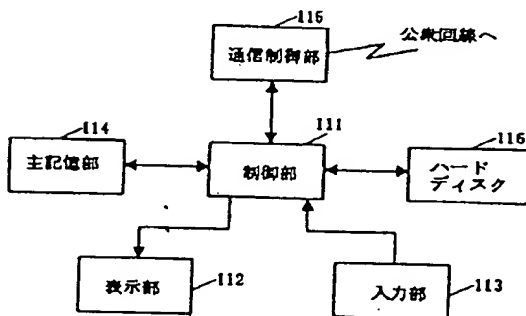 115
通信制御部
公衆回線へ
114
主記憶部
111
制御部
116
ハード
ディスク
表示部
112
入力部
113